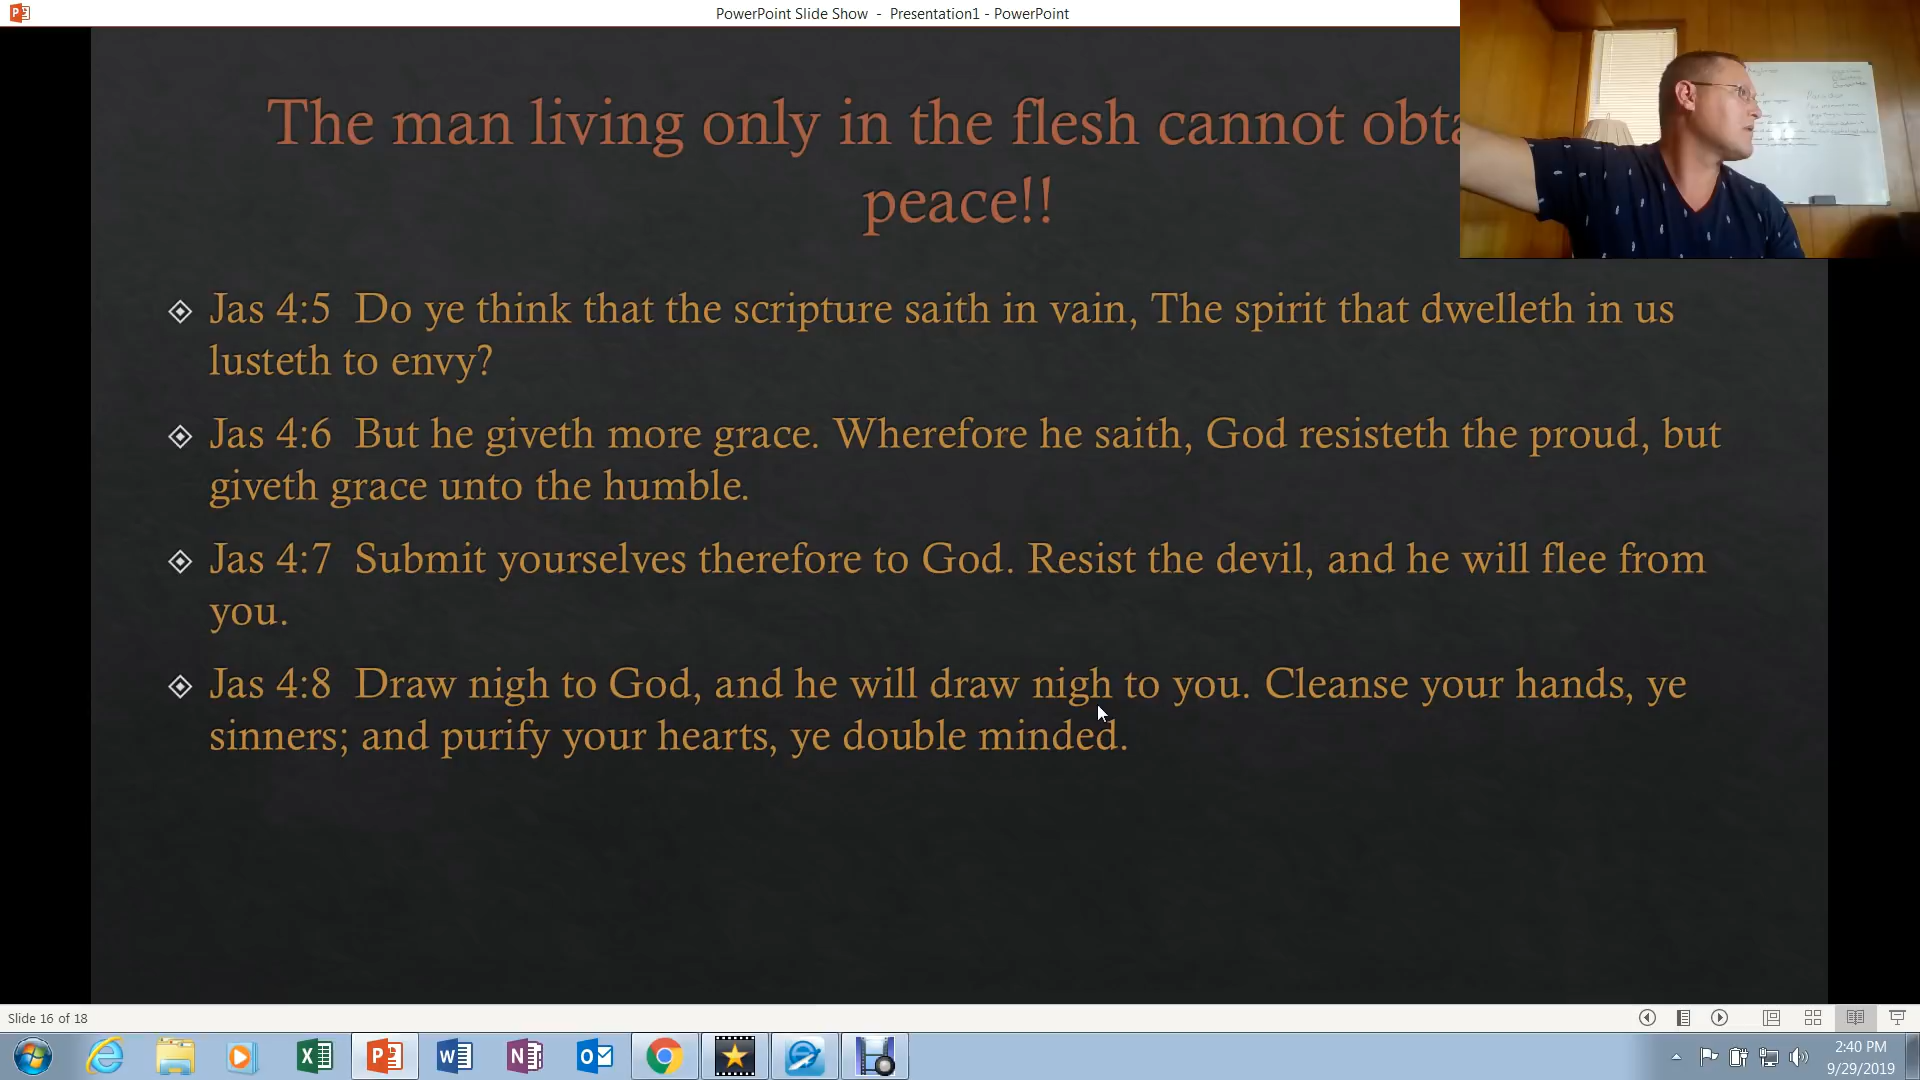 PowerPoint Slide Show - Presentation1 - PowerPoint
The man living only in the flesh cannot
peace!!
Jas 4:5 Do ye think that the scripture saith in vain, The spirit that dwelleth in us
lusteth to envy?
Jas 4:6 But he giveth more grace. Wherefore he saith, God resisteth the proud, but
giveth grace unto the humble.
Jas 4:7 Submit yourselves therefore to God. Resist the devil, and he will flee from
you.
Jas 4:8 Draw nigh to God, and he will draw nigh to you. Cleanse your hands, ye
sinners; and purify your hearts, ye double minded.
Slide 16 of 18
2:40 PM
9/29/2019